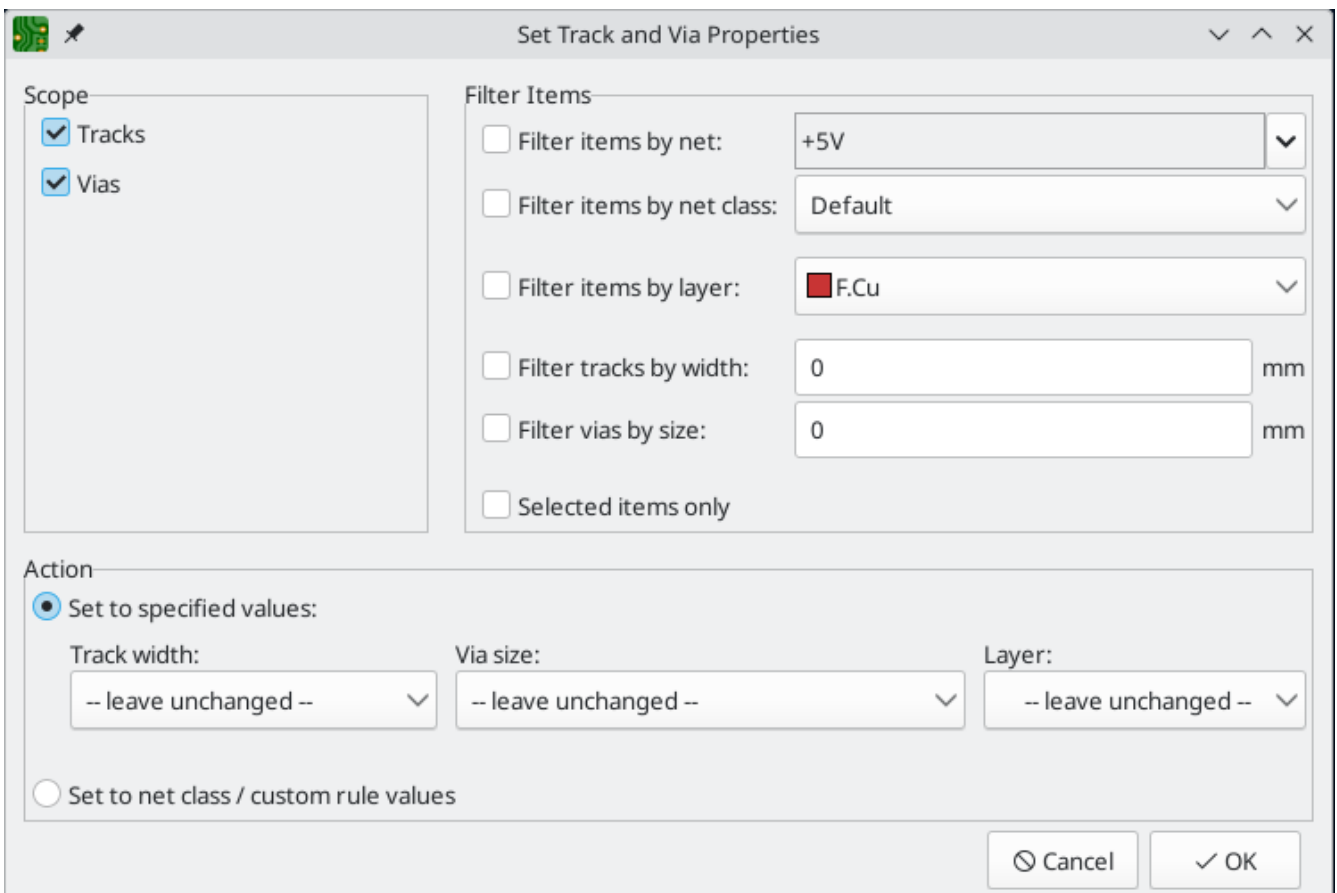 Set Track and Via Properties
Scope
Tracks
Vias
Filter Items
Filter items by net: +5V
Filter items by net class: Default
Filter items by layer: F.Cu
Filter tracks by width: 0 mm
Filter vias by size: 0 mm
Selected items only
Action
Set to specified values:
Track width: Via size: Layer:
-- leave unchanged -- -- leave unchanged -- -- leave unchanged --
Set to net class / custom rule values
Cancel OK